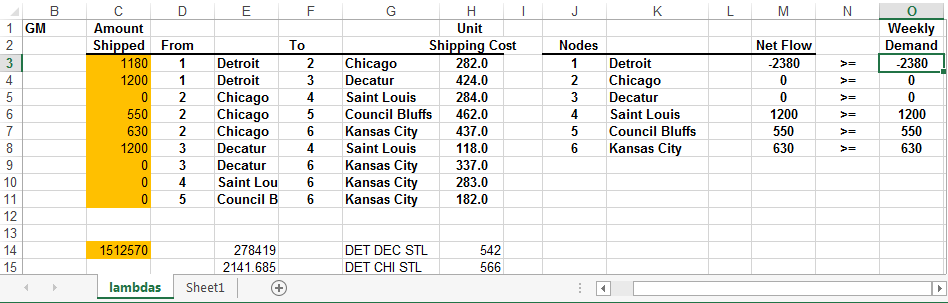 B C D E F G H I J K L M N O
1 GM Amount Unit Weekly
2 Shipped From To Shipping Cost Nodes Net Flow Demand
3 1180 1 Detroit 2 Chicago 282.0 1 Detroit -2380 >= -2380
4 1200 1 Detroit 3 Decatur 424.0 2 Chicago 0 >= 0
5 0 2 Chicago 4 Saint Louis 284.0 3 Decatur 0 >= 0
6 550 2 Chicago 5 Council Bluffs 462.0 4 Saint Louis 1200 >= 1200
7 630 2 Chicago 6 Kansas City 437.0 5 Council Bluffs 550 >= 550
8 1200 3 Decatur 4 Saint Louis 118.0 6 Kansas City 630 >= 630
9 0 3 Decatur 6 Kansas City 337.0
10 0 4 Saint Lou 6 Kansas City 283.0
11 0 5 Council B 6 Kansas City 182.0
12
13
14 1512570 278419 DET DEC STL 542
15 2141.685 DET CHI STL 566
lambdas Sheet1